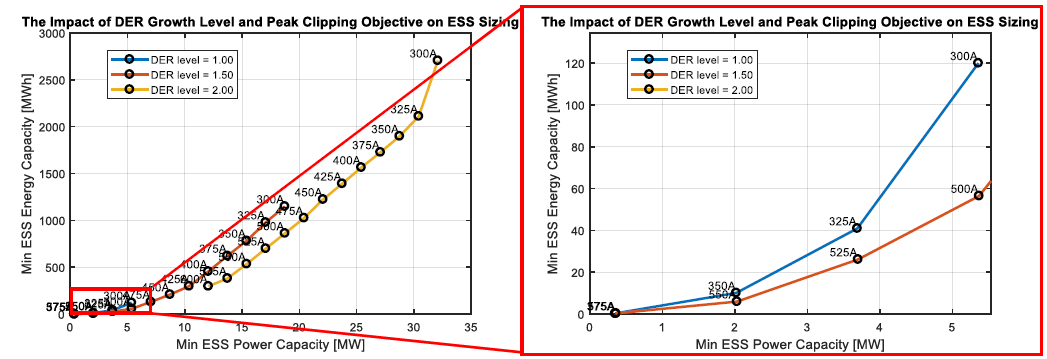 The Impact of DER Growth Level and Peak Clipping Objective on ESS Sizing
3000
2500
2000
1500
1000
500
0
0
5
10
15
20
25
30
35
Min ESS Energy Capacity [MWh]
Min ESS Power Capacity [MW]
DER level = 1.00
DER level = 1.50
DER level = 2.00
300A
325A
350A
375A
400A
425A
450A
475A
500A
300A
325A
350A
375A
400A
425A
450A
300A
The Impact of DER Growth Level and Peak Clipping Objective on ESS Sizing
120
100
80
60
40
20
0
0
1
2
3
4
5
Min ESS Energy Capacity [MWh]
Min ESS Power Capacity [MW]
DER level = 1.00
DER level = 1.50
DER level = 2.00
300A
500A
325A
525A
350A
550A
575A